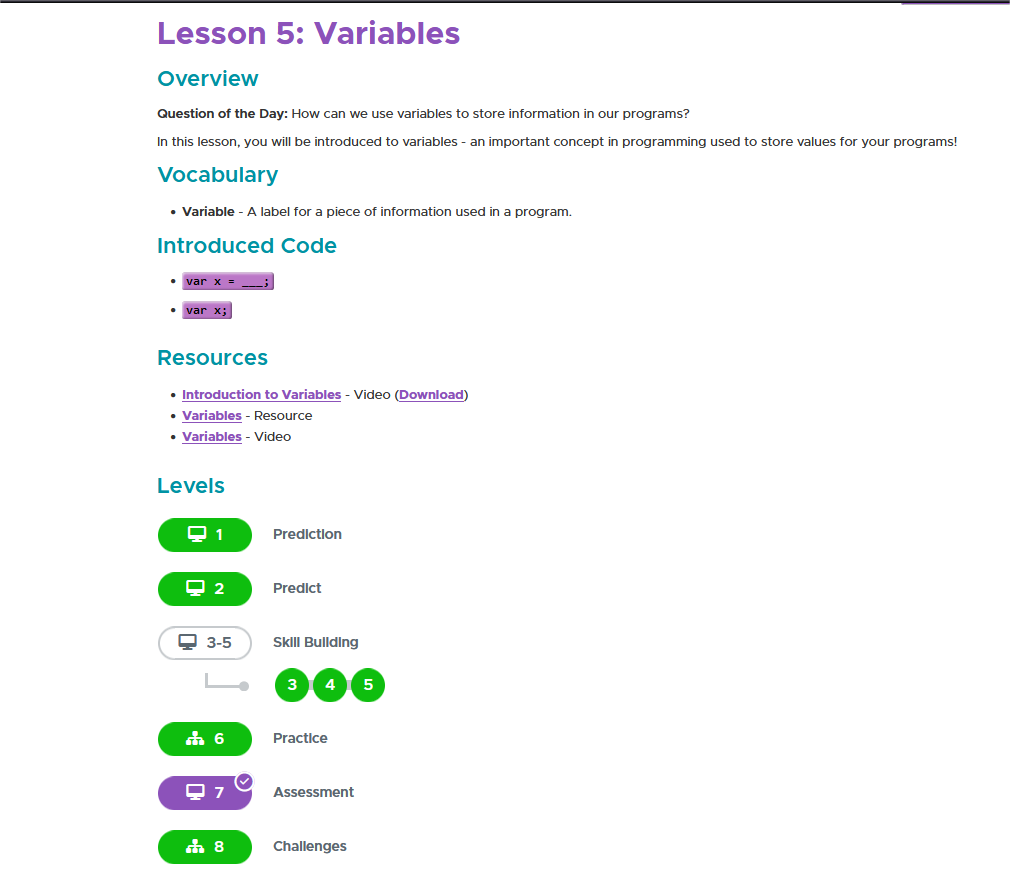 Lesson 5: Variables
Overview
Question of the Day: How can we use variables to store information in our programs?
In this lesson, you will be introduced to variables - an important concept in programming used to store values for your programs!
Vocabulary
• Variable - A label for a piece of information used in a program.
Introduced Code
• var x = ___;
• var x;
Resources
• Introduction to Variables - Video (Download)
• Variables - Resource
• Variables - Video
Levels
1 Prediction
2 Predict
3-5 Skill Building
3 4 5
6 Practice
7 Assessment
8 Challenges